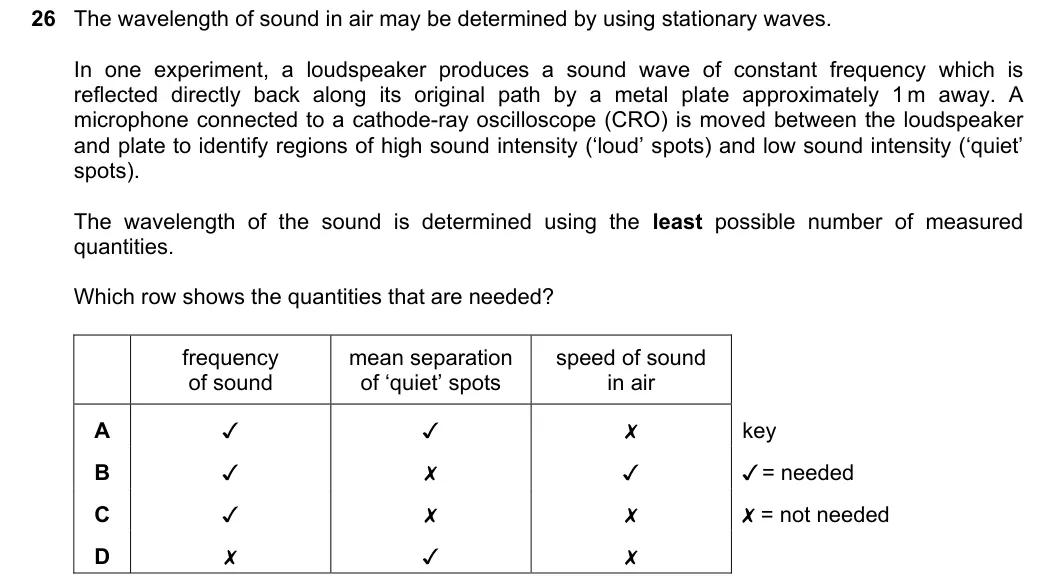 26 The wavelength of sound in air may be determined by using stationary waves.
In one experiment, a loudspeaker produces a sound wave of constant frequency which is
reflected directly back along its original path by a metal plate approximately 1 m away. A
microphone connected to a cathode-ray oscilloscope (CRO) is moved between the loudspeaker
and plate to identify regions of high sound intensity (‘loud’ spots) and low sound intensity (‘quiet’
spots).
The wavelength of the sound is determined using the least possible number of measured
quantities.
Which row shows the quantities that are needed?
frequency mean separation speed of sound
of sound of ‘quiet’ spots in air
A ✓ ✓ ✗ key
B ✓ ✗ ✓ ✓ = needed
C ✓ ✗ ✗ ✗ = not needed
D ✗ ✓ ✗